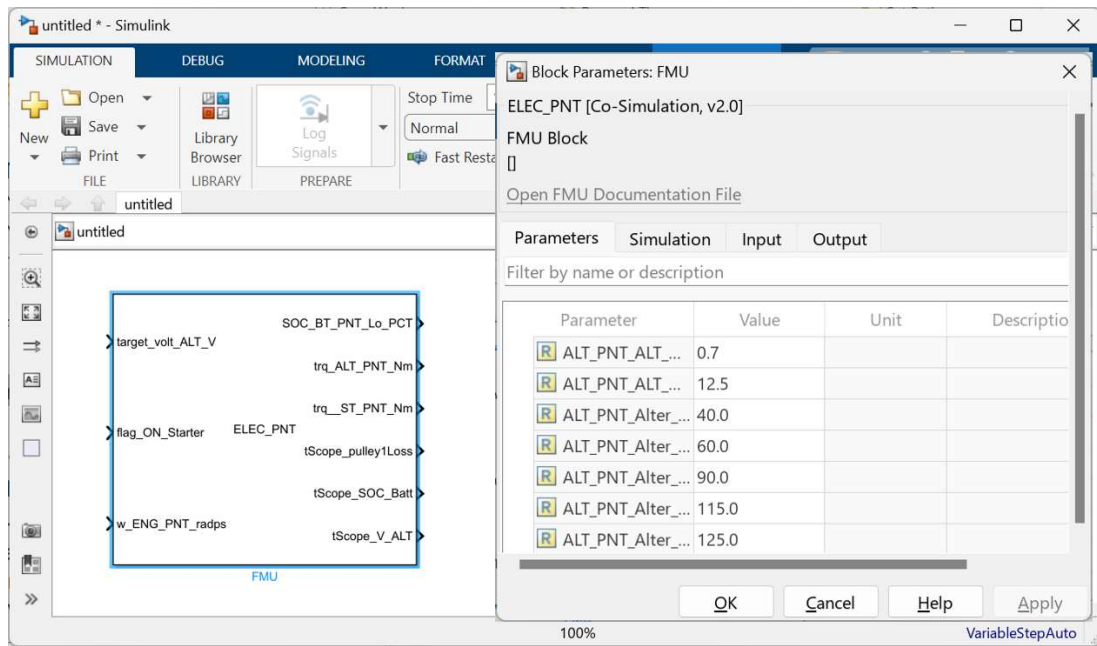 untitled * - Simulink
SIMULATION DEBUG MODELING FORMAT
New
Open
Save
Print
FILE
Library
Browser
LIBRARY
Log
Signals
PREPARE
Stop Time
Normal
Fast Resta
untitled
untitled
target_volt_ALT_V
flag_ON_Starter
w_ENG_PNT_radps
ELEC_PNT
SOC_BT_PNT_Lo_PCT
trq_ALT_PNT_Nm
trq__ST_PNT_Nm
tScope_pulley1Loss
tScope_SOC_Batt
tScope_V_ALT
FMU
100%
VariableStepAuto
Block Parameters: FMU
ELEC_PNT [Co-Simulation, v2.0]
FMU Block
[]
Open FMU Documentation File
Parameters Simulation Input Output
Filter by name or description
Parameter Value Unit Descriptio
R ALT_PNT_ALT_... 0.7
R ALT_PNT_ALT_... 12.5
R ALT_PNT_Alter_... 40.0
R ALT_PNT_Alter_... 60.0
R ALT_PNT_Alter_... 90.0
R ALT_PNT_Alter_... 115.0
R ALT_PNT_Alter_... 125.0
OK Cancel Help Apply